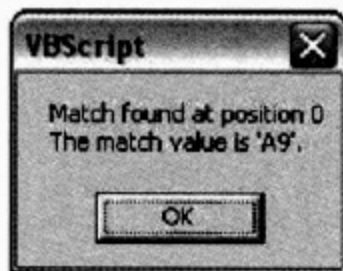 VBScript
Match found at position 0
The match value is 'A9'.
OK